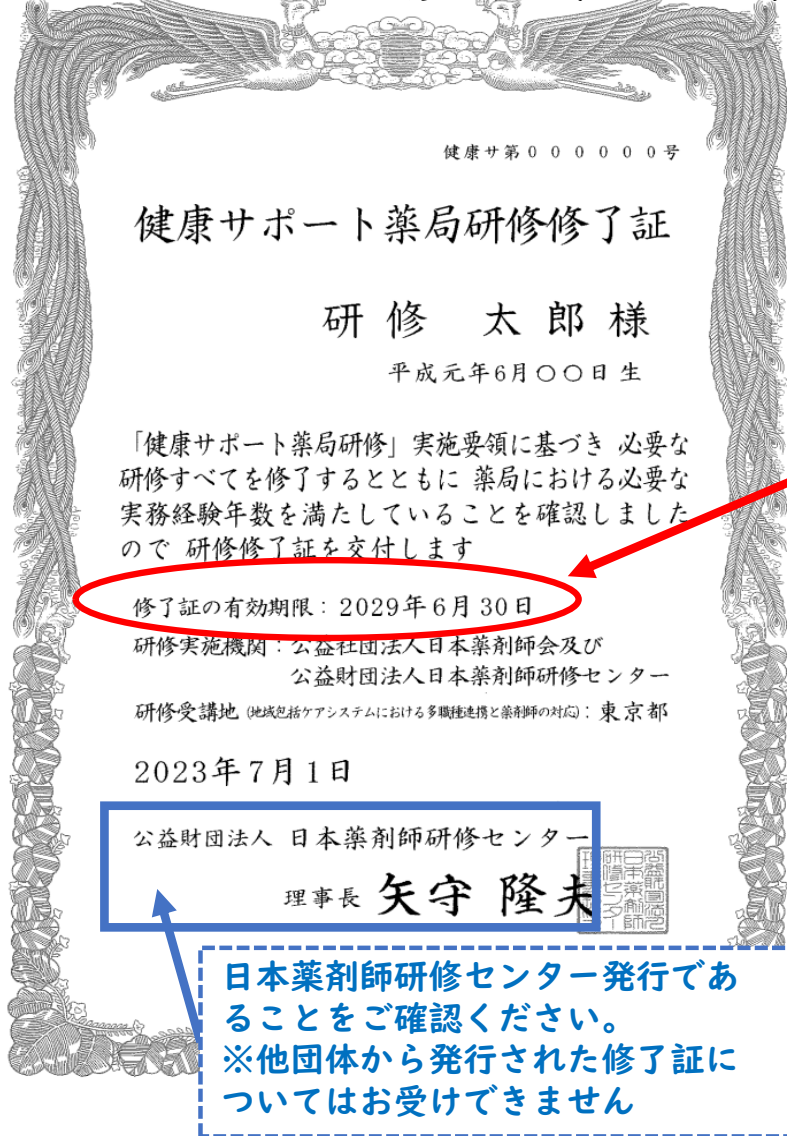 健康サ第００００００号
健康サポート薬局研修修了証
研修 太郎様
平成元年6月〇〇日生
「健康サポート薬局研修」実施要領に基づき 必要な
研修すべてを修了するとともに 薬局における必要な
実務経験年数を満たしていることを確認しました
ので 研修修了証を交付します
修了証の有効期限：2029年6月30日
研修実施機関：公益社団法人日本薬剤師会及び
公益財団法人日本薬剤師研修センター
研修受講地（地域包括ケアシステムにおける多職種連携と薬剤師の対応）：東京都
2023年7月1日
公益財団法人 日本薬剤師研修センター
理事長 矢守 隆夫
日本薬剤師研修センター発行であ
ることをご確認ください。
※他団体から発行された修了証に
ついてはお受けできません